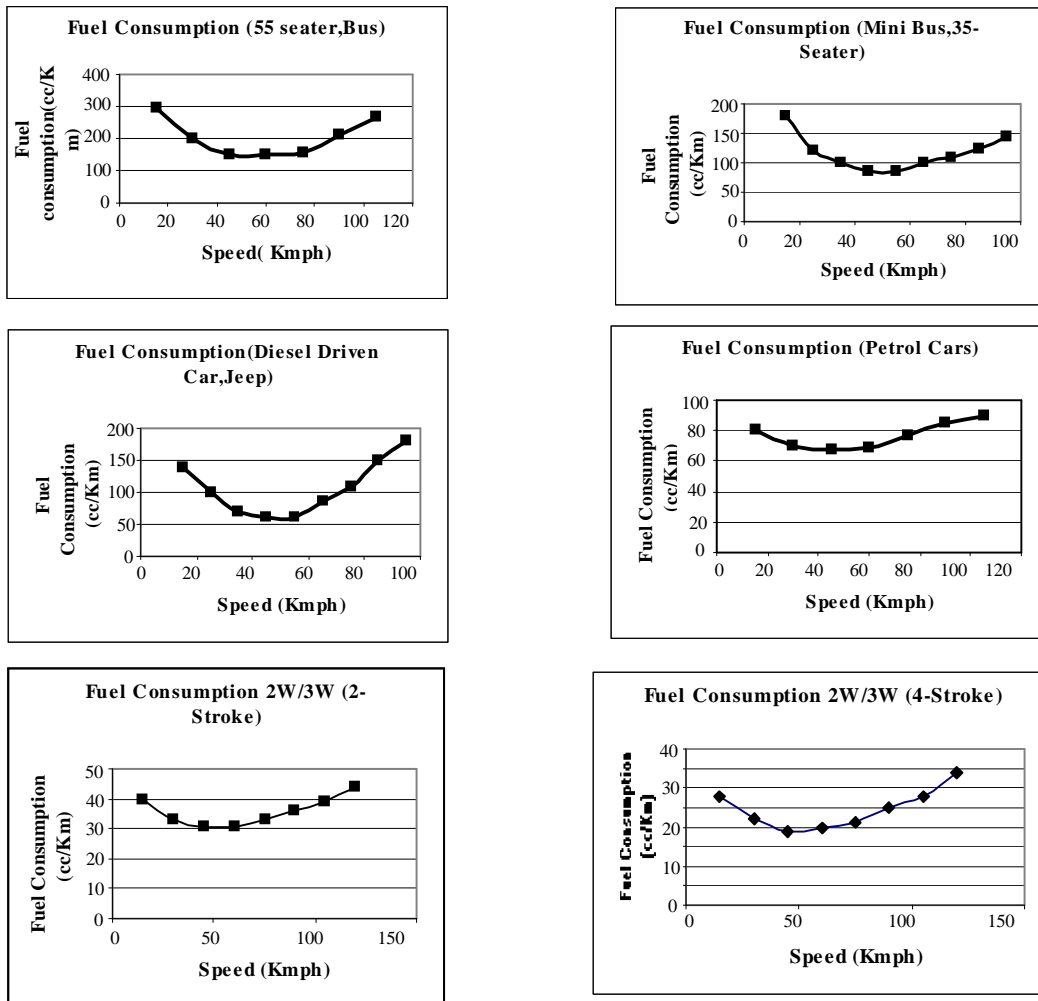 Fuel Consumption (55 seater,Bus)
400
300
200
100
0
Fuel
consumption(cc/K
m)
0 20 40 60 80 100 120
Speed( Kmph)
Fuel Consumption (Mini Bus,35-
Seater)
200
150
100
50
0
Fuel
Consumption
(cc/Km)
0 20 40 60 80 100
Speed (Kmph)
Fuel Consumption(Diesel Driven
Car,Jeep)
200
150
100
50
0
Fuel
Consumption
(cc/Km)
0 20 40 60 80 100
Speed (Kmph)
Fuel Consumption (Petrol Cars)
100
80
60
40
20
0
Fuel Consumption
(cc/Km)
0 20 40 60 80 100 120
Speed (Kmph)
Fuel Consumption 2W/3W (2-
Stroke)
50
40
30
20
10
0
Fuel Consumption
(cc/Km)
0 50 100 150
Speed (Kmph)
Fuel Consumption 2W/3W (4-Stroke)
40
30
20
10
0
Fuel Consumption
(cc/Km)
0 50 100 150
Speed (Kmph)